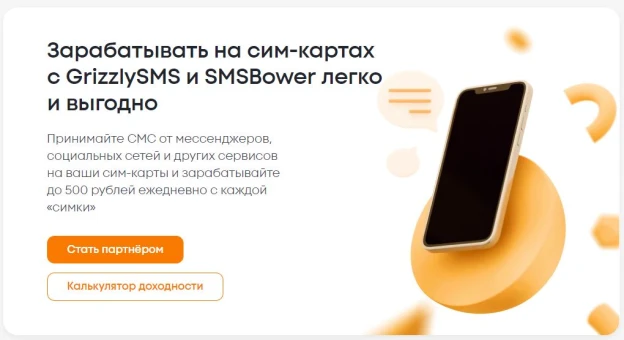 Зарабатывать на сим-картах
с GrizzlySMS и SMSBower легко
и выгодно
Принимайте СМС от мессенджеров,
социальных сетей и других сервисов
на ваши сим-карты и зарабатывайте
до 500 рублей ежедневно с каждой
«симки»
Стать партнёром
Калькулятор доходности